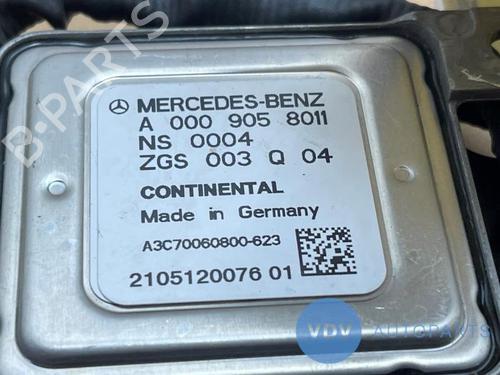 MERCEDES-BENZ
A 000 905 8011
NS 0004
ZGS 003 Q 04
CONTINENTAL
Made in Germany
A3C70060800-623
2105120076 01
B-PARTS
VDV AUTOPARTS